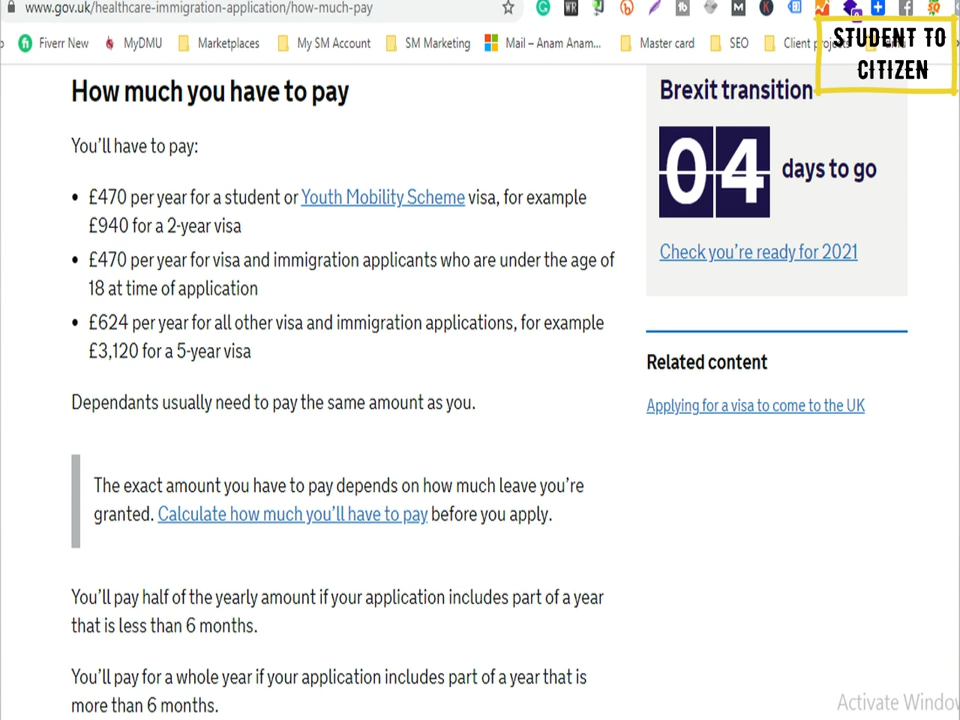 www.gov.uk/healthcare-immigration-application/how-much-pay
Fiverr New
MyDMU
Marketplaces
My SM Account
SM Marketing
Mail – Anam Anam...
Master card
SEO
Client
STUDENT TO
CITIZEN
How much you have to pay
You'll have to pay:
• £470 per year for a student or Youth Mobility Scheme visa, for example
£940 for a 2-year visa
• £470 per year for visa and immigration applicants who are under the age of
18 at time of application
• £624 per year for all other visa and immigration applications, for example
£3,120 for a 5-year visa
Dependants usually need to pay the same amount as you.
The exact amount you have to pay depends on how much leave you're
granted. Calculate how much you'll have to pay before you apply.
You'll pay half of the yearly amount if your application includes part of a year
that is less than 6 months.
You'll pay for a whole year if your application includes part of a year that is
more than 6 months.
Brexit transition
04 days to go
Check you're ready for 2021
Related content
Applying for a visa to come to the UK
Activate Window